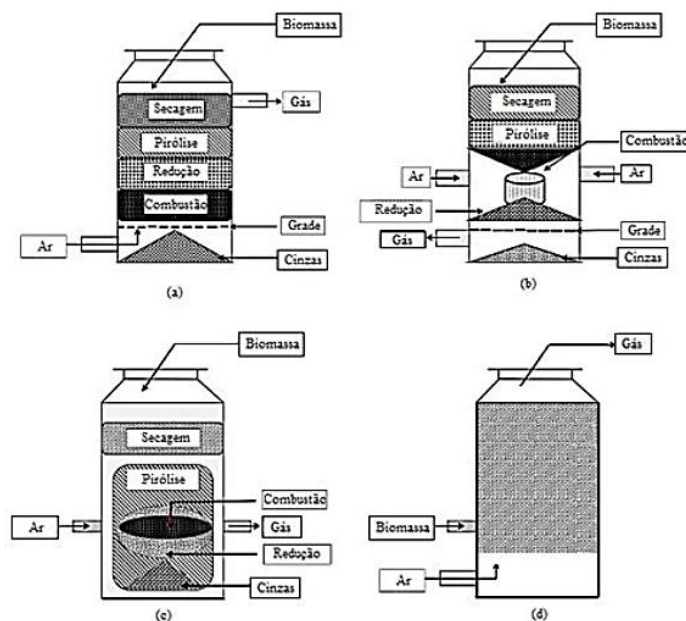 Biomassa
Secagem
Gás
Pirólise
Redução
Combustão
Grade
Ar
Cinzas
(a)
Biomassa
Secagem
Pirólise
Combustão
Ar
Ar
Redução
Grade
Gás
Cinzas
(b)
Biomassa
Secagem
Pirólise
Combustão
Ar
Gás
Redução
Cinzas
(c)
Gás
Biomassa
Ar
(d)